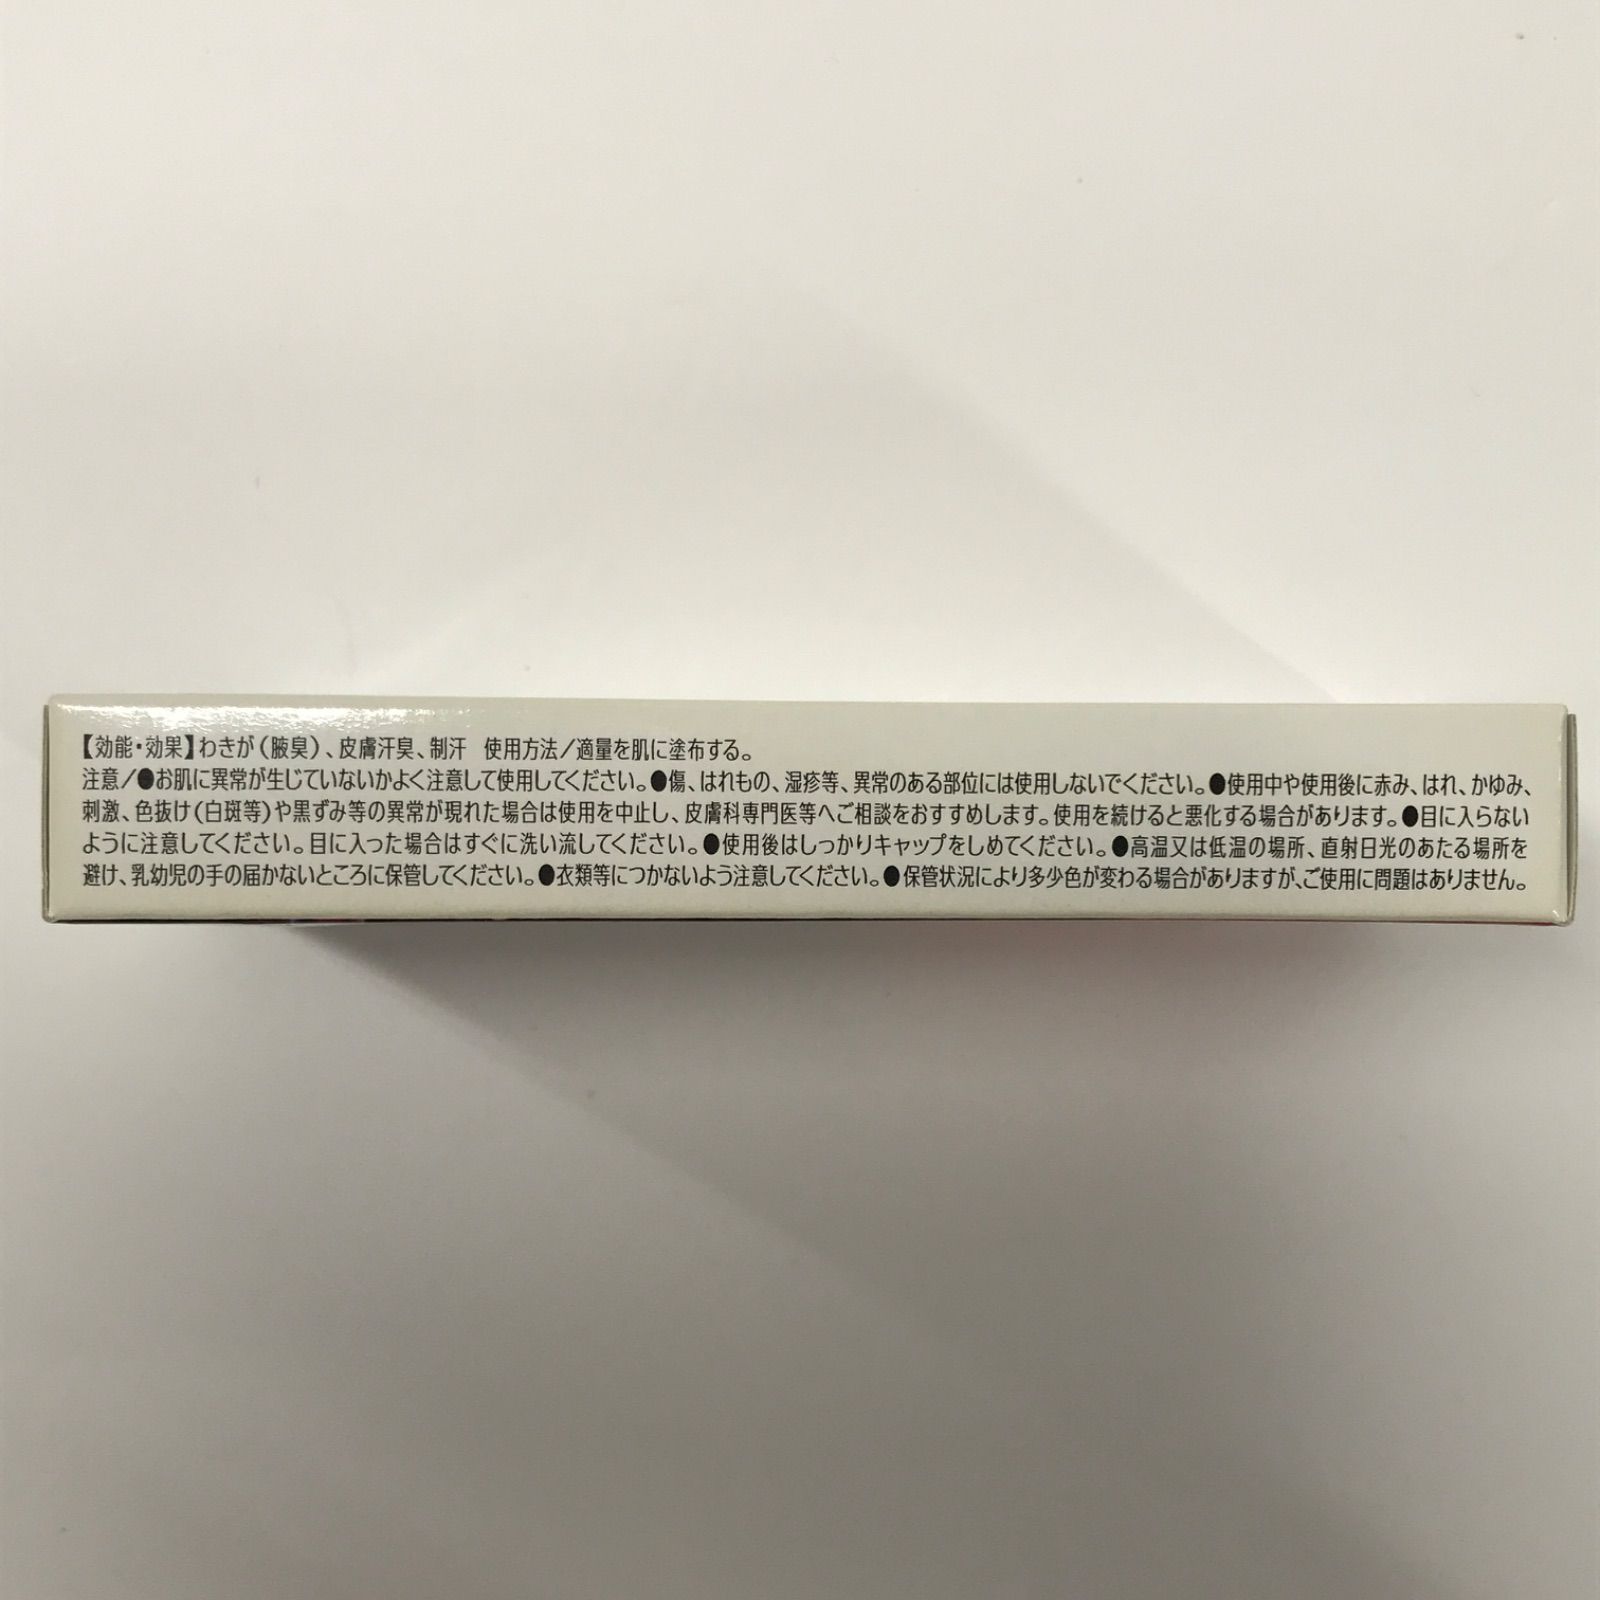 【効能・効果】わきが（腋臭）、皮膚汗臭、制汗　使用方法／適量を肌に塗布する。
注意／●お肌に異常が生じていないかよく注意して使用してください。●傷、はれもの、湿疹等、異常のある部位には使用しないでください。●使用中や使用後に赤み、はれ、かゆみ、
刺激、色抜け（白斑等）や黒ずみ等の異常が現れた場合は使用を中止し、皮膚科専門医等へご相談をおすすめします。使用を続けると悪化する場合があります。●目に入らない
ように注意してください。目に入った場合はすぐに洗い流してください。●使用後はしっかりキャップをしめてください。●高温又は低温の場所、直射日光のあたる場所を
避け、乳幼児の手の届かないところに保管してください。●衣類等につかないよう注意してください。●保管状況により多少色が変わる場合がありますが、ご使用に問題はありません。